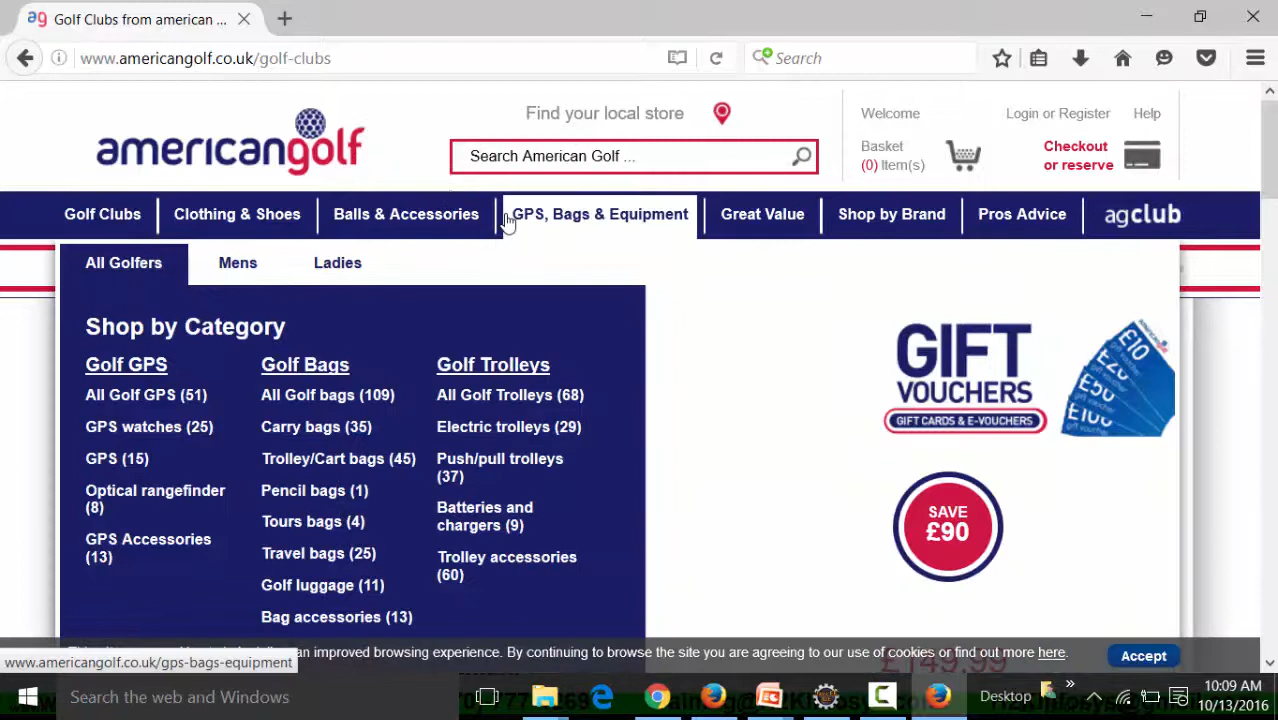 Golf Clubs from american ...
www.americangolf.co.uk/golf-clubs
Search
americangolf
Find your local store
Search American Golf ...
Welcome
Login or Register
Help
Basket
(0) Item(s)
Checkout
or reserve
Golf Clubs
Clothing & Shoes
Balls & Accessories
GPS, Bags & Equipment
Great Value
Shop by Brand
Pros Advice
agclub
All Golfers
Mens
Ladies
Shop by Category
Golf GPS
All Golf GPS (51)
GPS watches (25)
GPS (15)
Optical rangefinder
(8)
GPS Accessories
(13)
Golf Bags
All Golf bags (109)
Carry bags (35)
Trolley/Cart bags (45)
Pencil bags (1)
Tours bags (4)
Travel bags (25)
Golf luggage (11)
Bag accessories (13)
Golf Trolleys
All Golf Trolleys (68)
Electric trolleys (29)
Push/pull trolleys
(37)
Batteries and
chargers (9)
Trolley accessories
(60)
GIFT
VOUCHERS
GIFT CARDS & E-VOUCHERS
£10
£20
£50
£100
SAVE
£90
£149.99
an improved browsing experience. By continuing to browse the site you are agreeing to our use of cookies or find out more here.
Accept
www.americangolf.co.uk/gps-bags-equipment
Search the web and Windows
Desktop
10:09 AM
10/13/2016